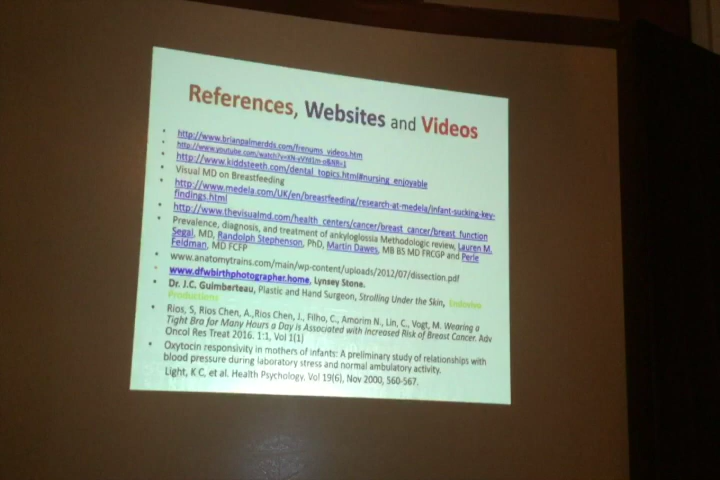 References, Websites and Videos
http://www.brianpalmerdds.com/frenums_videos.htm
http://www.youtube.com/watch?v=
http://www.kiddsteeth.com/dental_topics.html#nursing_enjoyable
Visual MD on Breastfeeding
http://www.medela.com/UK/en/breastfeeding/research-at-medela/infant-sucking-key-
findings.html
http://www.thevisualmd.com/health_centers/cancer/breast_cancer/breast_function
Prevalence, diagnosis, and treatment of ankyloglossia Methodologic review, Lauren M.
Segal, MD, Randolph Stephenson, PhD, Martin Dawes, MB BS MD FRCGP and Perle
Feldman, MD FCFP
www.anatomytrains.com/main/wp-content/uploads/2012/07/dissection.pdf
www.dfwbirthphotographer.home, Lynsey Stone.
Dr. J.C. Guimberteau, Plastic and Hand Surgeon, Strolling Under the Skin, Endovivo
Productions
Rios, S, Rios Chen, A.,Rios Chen, J., Filho, C., Amorim N., Lin, C., Vogt, M. Wearing a
Tight Bra for Many Hours a Day is Associated with Increased Risk of Breast Cancer. Adv
Oncol Res Treat 2016. 1:1, Vol 1(1)
Oxytocin responsivity in mothers of infants: A preliminary study of relationships with
blood pressure during laboratory stress and normal ambulatory activity.
Light, K C, et al. Health Psychology, Vol 19(6), Nov 2000, 560-567.